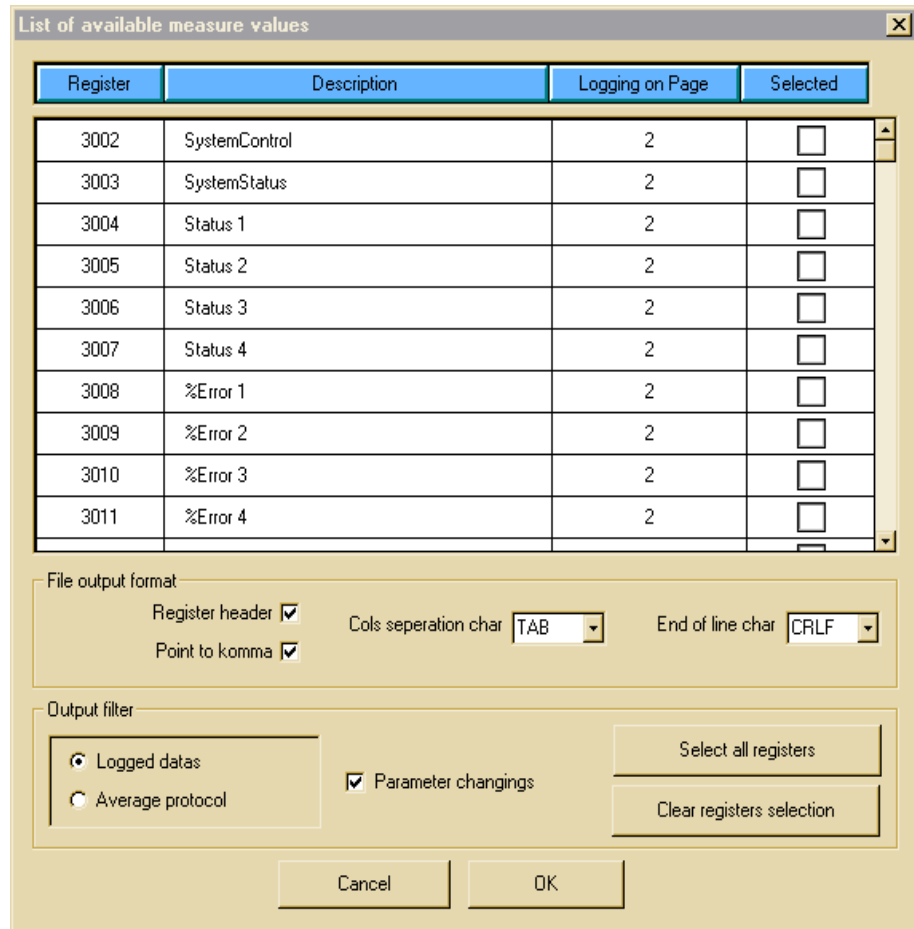 List of available measure values
Register Description Logging on Page Selected
3002 SystemControl 2
3003 SystemStatus 2
3004 Status 1 2
3005 Status 2 2
3006 Status 3 2
3007 Status 4 2
3008 %Error 1 2
3009 %Error 2 2
3010 %Error 3 2
3011 %Error 4 2
File output format
Register header Cols seperation char TAB End of line char CRLF
Point to komma
Output filter
Logged datas Parameter changings Select all registers
Average protocol Clear registers selection
Cancel OK